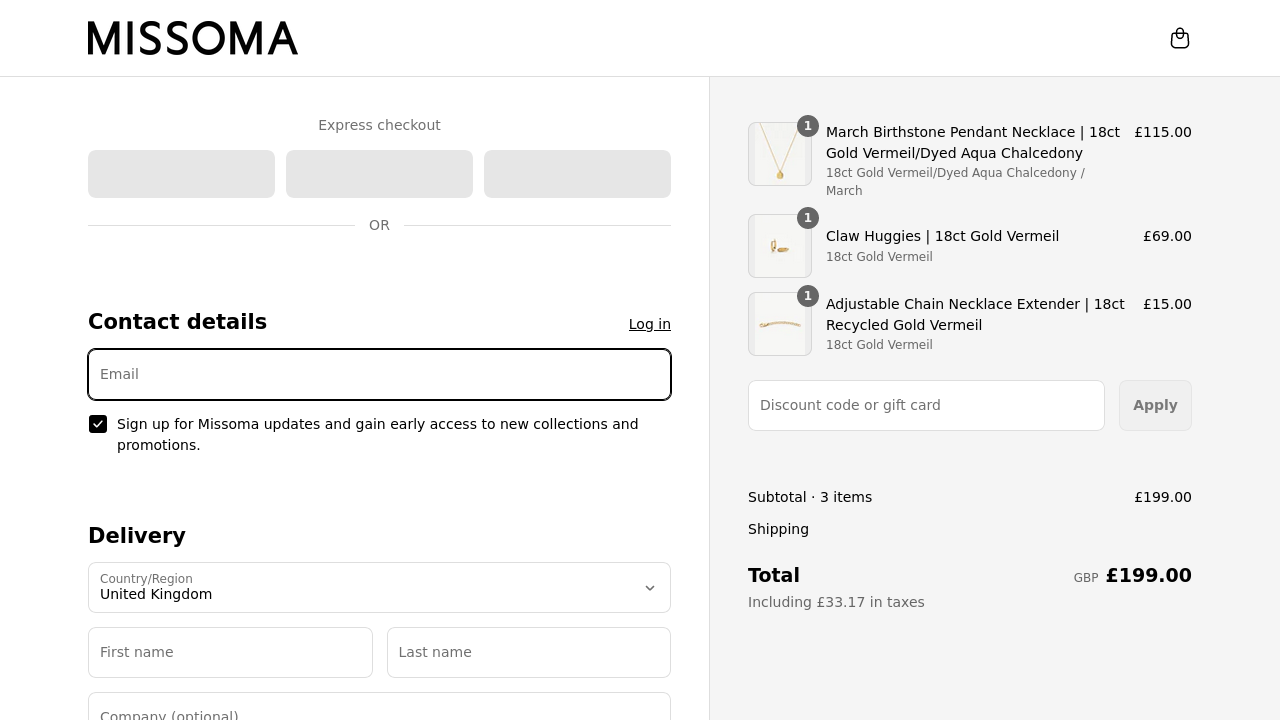 MISSOMA
Express checkout
OR
Contact details
Log in
Email
Sign up for Missoma updates and gain early access to new collections and
promotions.
Delivery
Country/Region
United Kingdom
First name
Last name
Company (optional)
1
March Birthstone Pendant Necklace | 18ct
Gold Vermeil/Dyed Aqua Chalcedony
18ct Gold Vermeil/Dyed Aqua Chalcedony /
March
£115.00
1
Claw Huggies | 18ct Gold Vermeil
18ct Gold Vermeil
£69.00
1
Adjustable Chain Necklace Extender | 18ct
Recycled Gold Vermeil
18ct Gold Vermeil
£15.00
Discount code or gift card
Apply
Subtotal · 3 items
£199.00
Shipping
Total
GBP £199.00
Including £33.17 in taxes